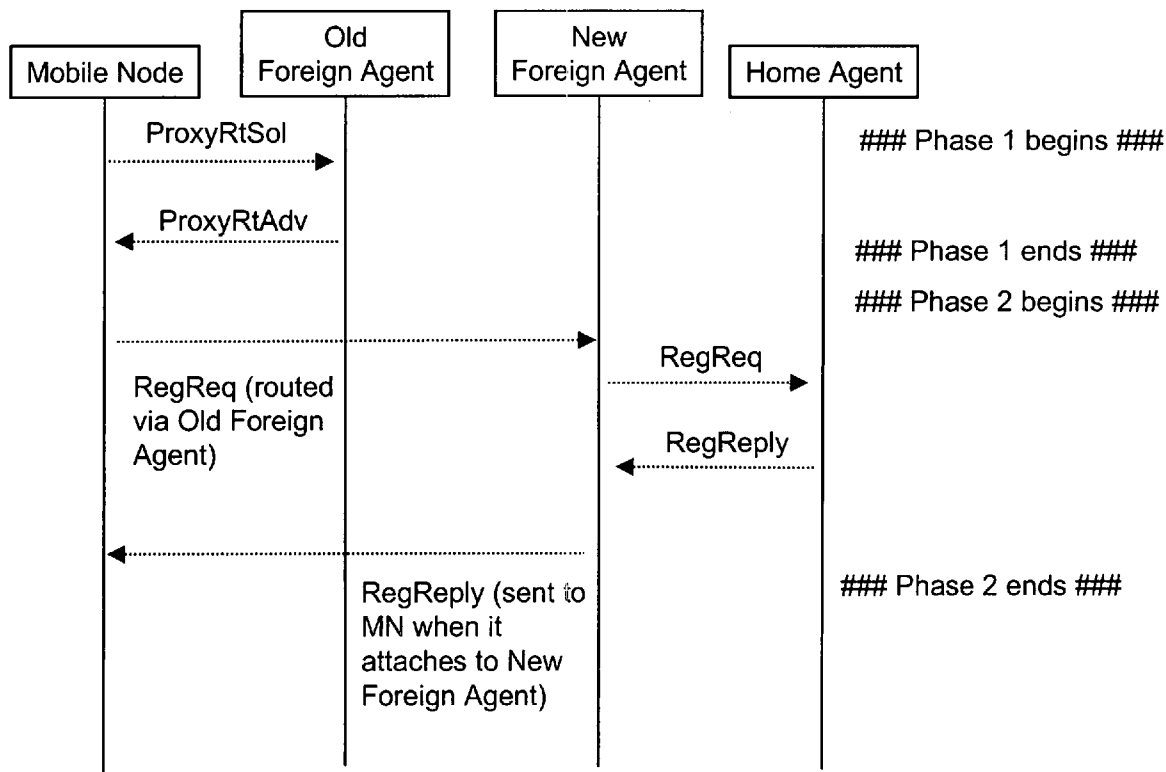 Mobile Node
Old
Foreign Agent
New
Foreign Agent
Home Agent
ProxyRtSol
### Phase 1 begins ###
ProxyRtAdv
### Phase 1 ends ###
### Phase 2 begins ###
RegReq
RegReq (routed
via Old Foreign
Agent)
RegReply
RegReply (sent to
MN when it
attaches to New
Foreign Agent)
### Phase 2 ends ###